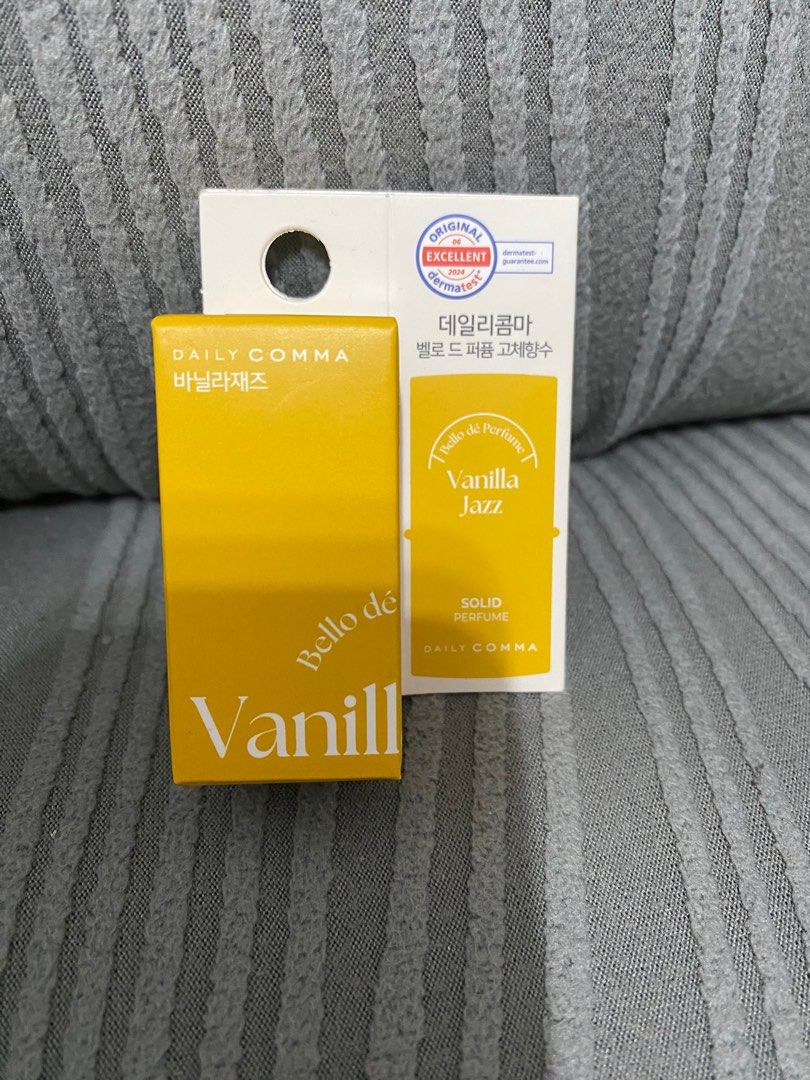 ORIGINAL
06
EXCELLENT
2024
dermatest®
dermatest-
guarantee.com
데일리콤마
벨로 드 퍼퓸 고체향수
Bello dé Perfume
Vanilla
Jazz
SOLID
PERFUME
DAILY COMMA
DAILY COMMA
바닐라재즈
Bello dé
Vanill